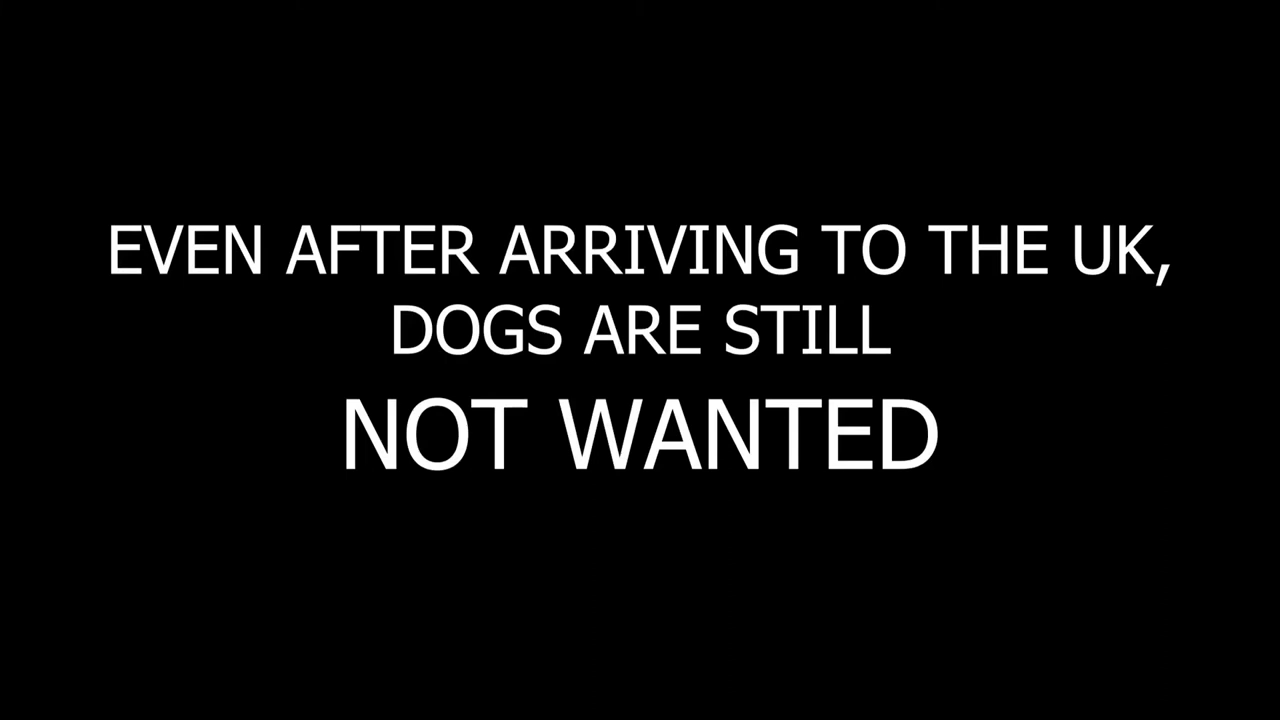 EVEN AFTER ARRIVING TO THE UK,
DOGS ARE STILL
NOT WANTED